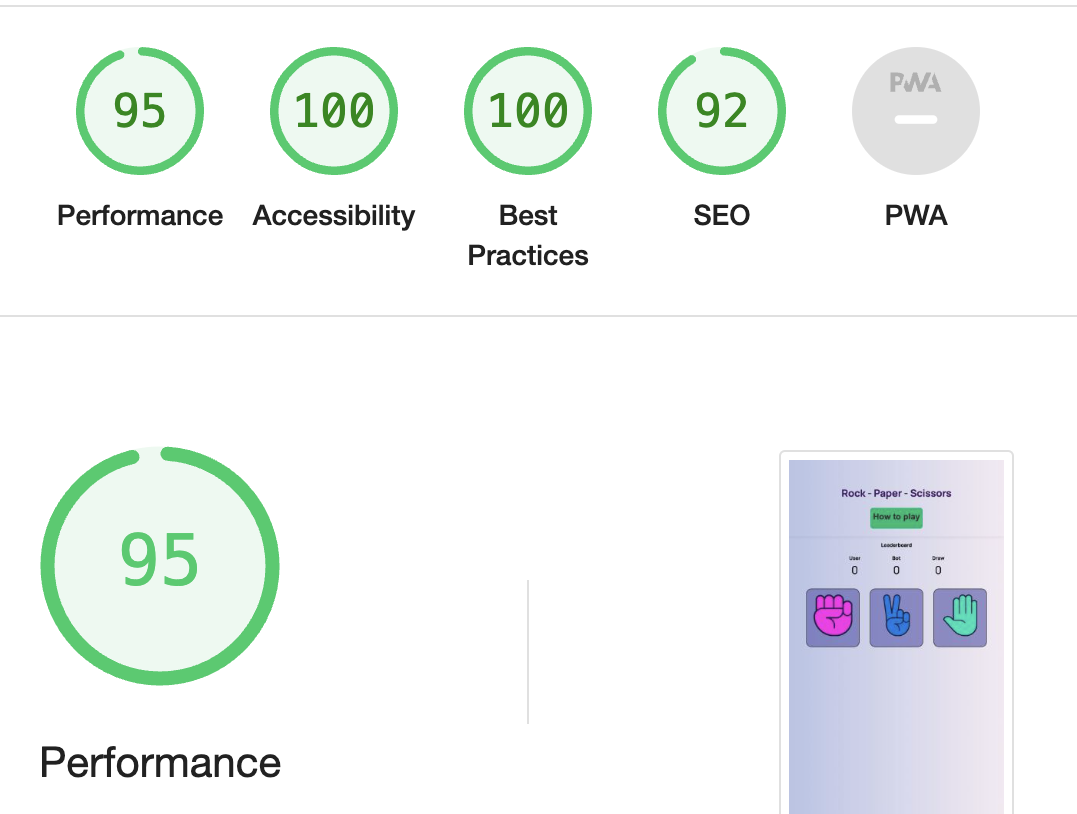 95
100
100
92
PWA
Performance
Accessibility
Best
Practices
SEO
PWA
95
Performance
Rock - Paper - Scissors
How to play
Leaderboard
User Bot Draw
0 0 0